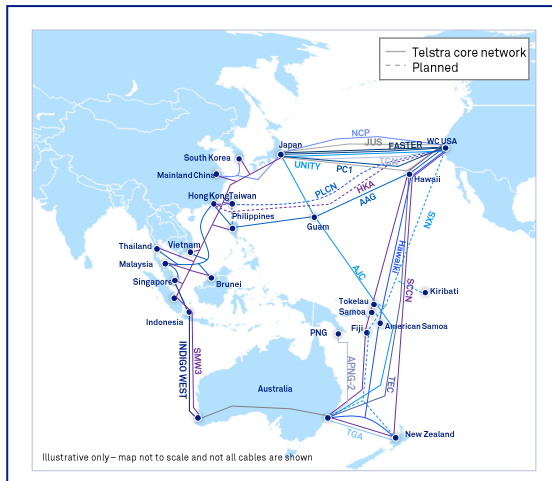 Telstra core network
Planned
NCP
JUS
FASTER
WC USA
Japan
TGN
South Korea
UNITY
PC1
Mainland China
Hawaii
PLCN
HKA
AAG
Hong Kong
Taiwan
Philippines
Guam
SXN
Thailand
Vietnam
Malaysia
Hawaiki
AJC
Singapore
Brunei
SCCN
Kiribati
Tokelau
Samoa
Indonesia
American Samoa
PNG
Fiji
INDIGO WEST
SMW3
APNG-2
TEC
Australia
TGA
New Zealand
Illustrative only – map not to scale and not all cables are shown